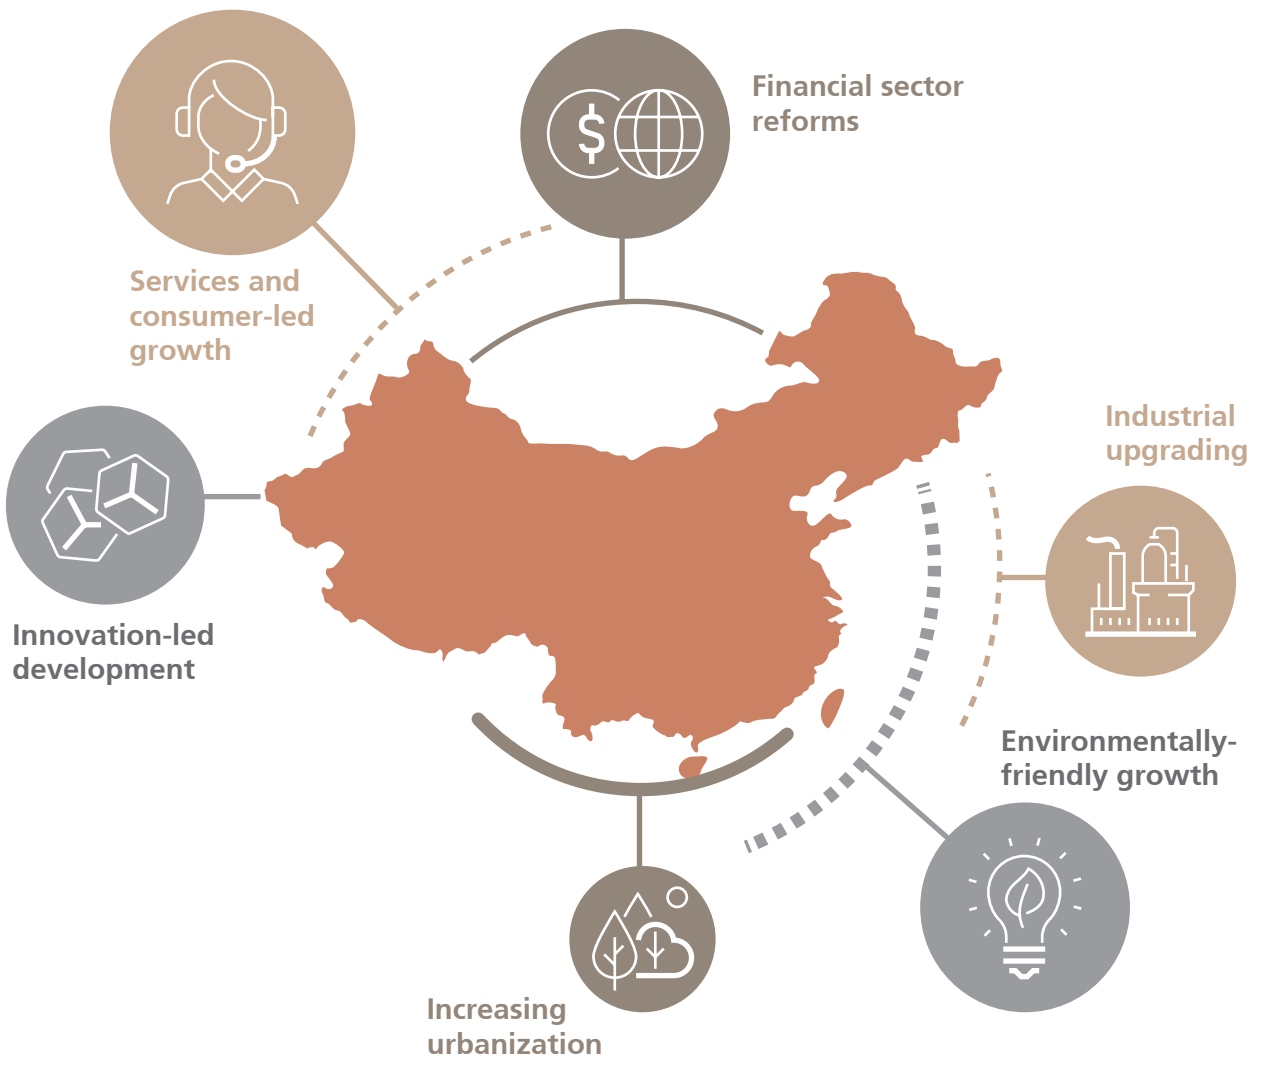 Financial sector
reforms
Services and
consumer-led
growth
Industrial
upgrading
Innovation-led
development
Environmentally-
friendly growth
Increasing
urbanization